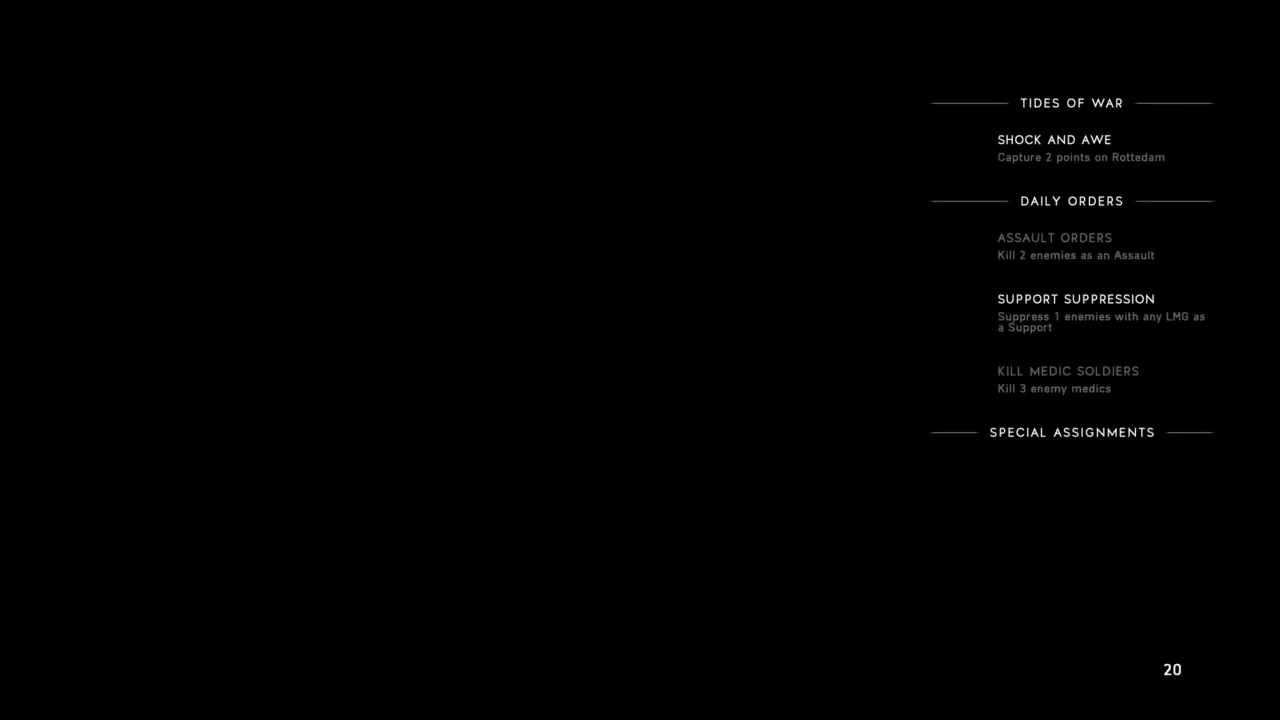 TIDES OF WAR
SHOCK AND AWE
Capture 2 points on Rottedam
DAILY ORDERS
ASSAULT ORDERS
Kill 2 enemies as an Assault
SUPPORT SUPPRESSION
Suppress 1 enemies with any LMG as
a Support
KILL MEDIC SOLDIERS
Kill 3 enemy medics
SPECIAL ASSIGNMENTS
20